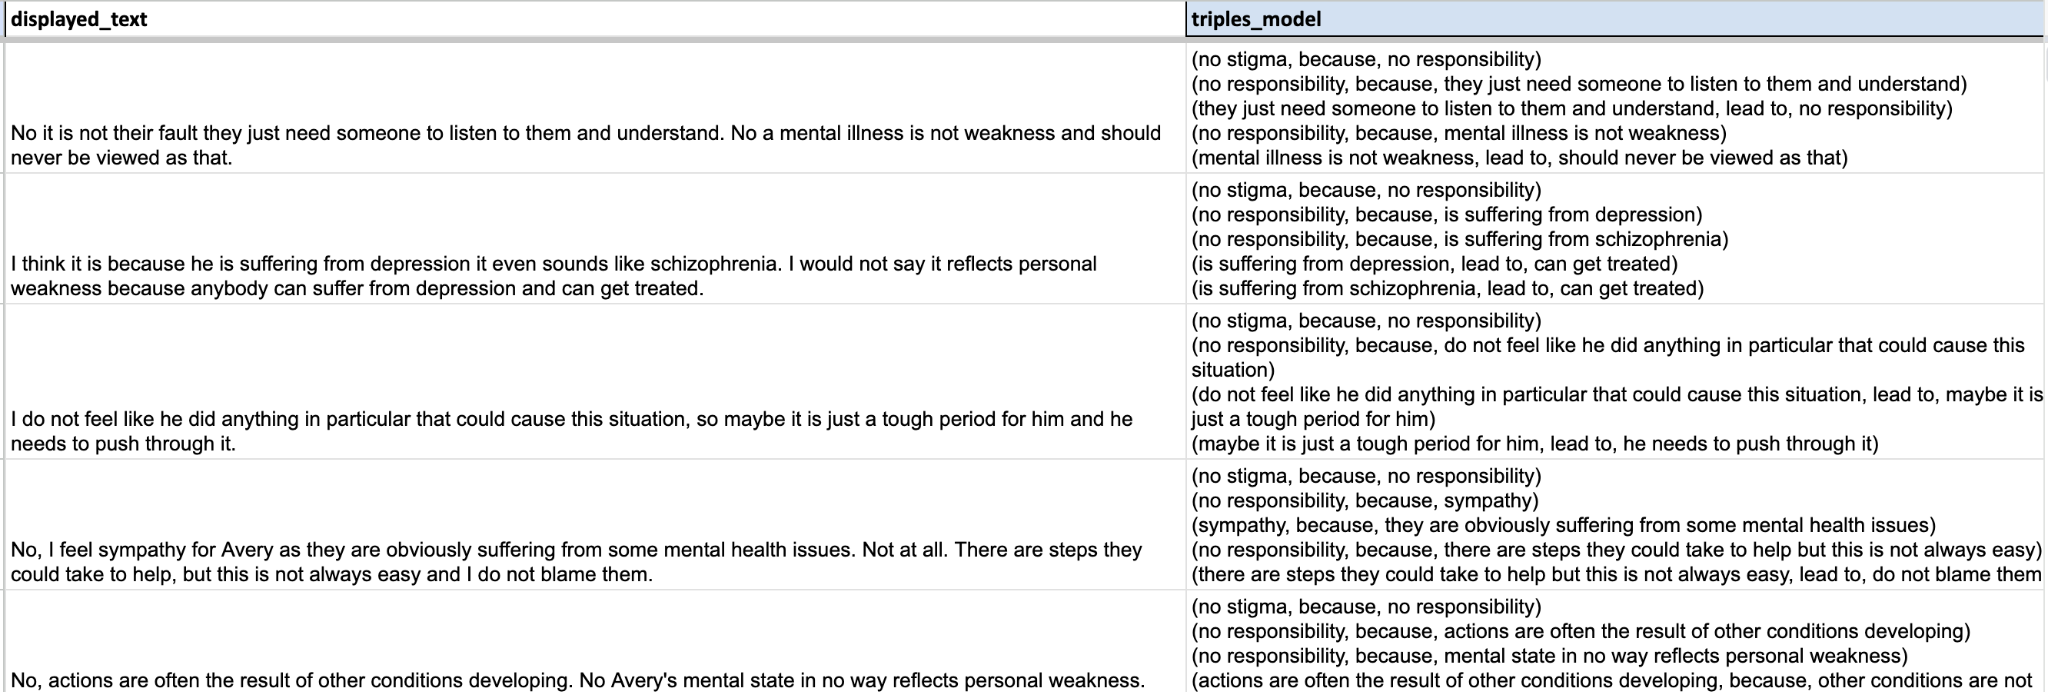 displayed_text
triples_model
No it is not their fault they just need someone to listen to them and understand. No a mental illness is not weakness and should
never be viewed as that.
(no stigma, because, no responsibility)
(no responsibility, because, they just need someone to listen to them and understand)
(they just need someone to listen to them and understand, lead to, no responsibility)
(no responsibility, because, mental illness is not weakness)
(mental illness is not weakness, lead to, should never be viewed as that)
I think it is because he is suffering from depression it even sounds like schizophrenia. I would not say it reflects personal
weakness because anybody can suffer from depression and can get treated.
(no stigma, because, no responsibility)
(no responsibility, because, is suffering from depression)
(no responsibility, because, is suffering from schizophrenia)
(is suffering from depression, lead to, can get treated)
(is suffering from schizophrenia, lead to, can get treated)
I do not feel like he did anything in particular that could cause this situation, so maybe it is just a tough period for him and he
needs to push through it.
(no stigma, because, no responsibility)
(no responsibility, because, do not feel like he did anything in particular that could cause this
situation)
(do not feel like he did anything in particular that could cause this situation, lead to, maybe it is
just a tough period for him)
(maybe it is just a tough period for him, lead to, he needs to push through it)
No, I feel sympathy for Avery as they are obviously suffering from some mental health issues. Not at all. There are steps they
could take to help, but this is not always easy and I do not blame them.
(no stigma, because, no responsibility)
(no responsibility, because, sympathy)
(sympathy, because, they are obviously suffering from some mental health issues)
(no responsibility, because, there are steps they could take to help but this is not always easy)
(there are steps they could take to help but this is not always easy, lead to, do not blame them
No, actions are often the result of other conditions developing. No Avery's mental state in no way reflects personal weakness.
(no stigma, because, no responsibility)
(no responsibility, because, actions are often the result of other conditions developing)
(no responsibility, because, mental state in no way reflects personal weakness)
(actions are often the result of other conditions developing, because, other conditions are not